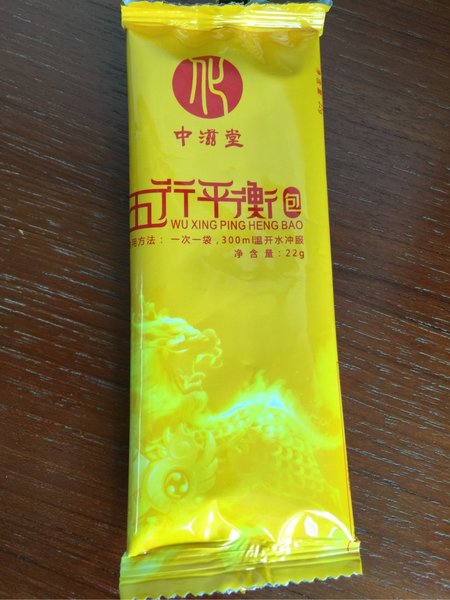 中滋堂
五行平衡包
WU XING PING HENG BAO
用方法：一次一袋，300ml温开水冲服
净含量：22g